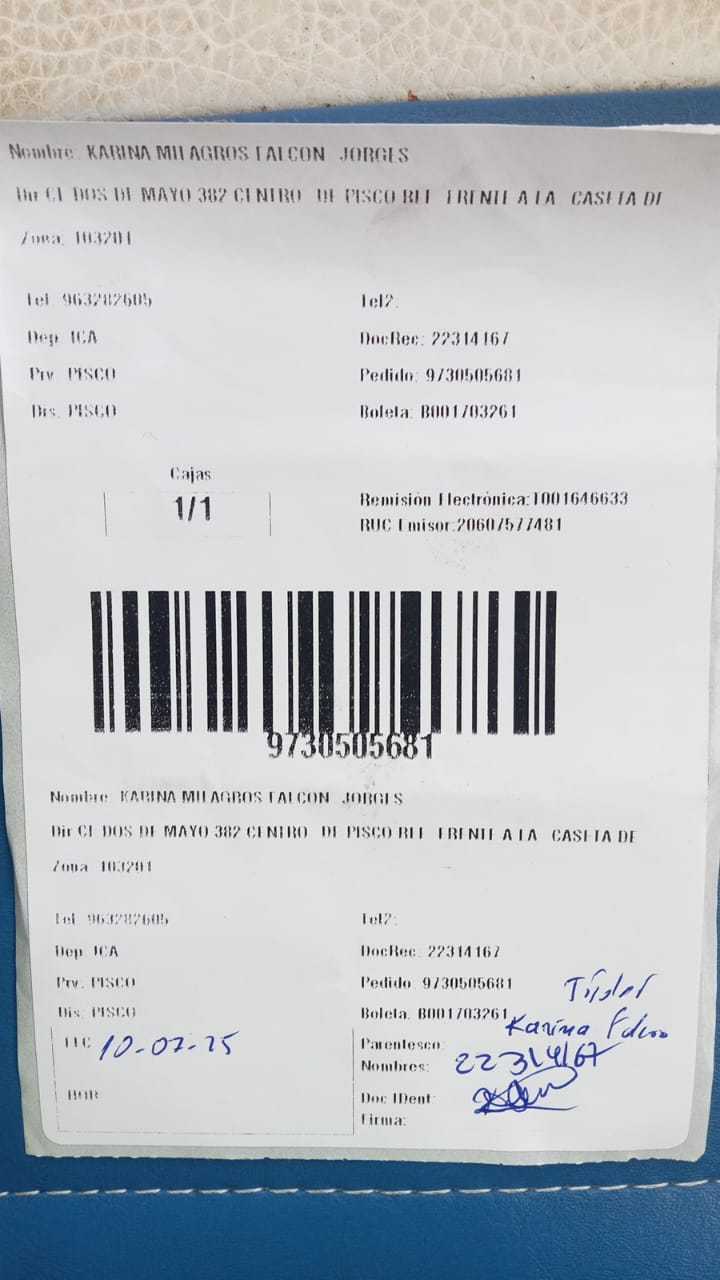 Nombre: KARINA MILAGROS FALCON JORGES
Dir CL DOS DE MAYO 382 CENTRO DE PISCO REF FRENTE A LA CASETA DE
Zona: 103201
Tel: 963282605 Tel2:
Dep: ICA DocRec: 22314167
Prv. PISCO Pedido: 9730505681
Dis. PISCO Boleta: B001703261
Cajas
1/1
Remisión Electrónica:T001646633
RUC Emisor:20607577481
9730505681
Nombre: KARINA MILAGROS FALCON JORGES
Dir CL DOS DE MAYO 382 CENTRO DE PISCO REF FRENTE A LA CASETA DE
Zona: 103201
Tel: 963282605 Tel2:
Dep: ICA DocRec: 22314167
Prv. PISCO Pedido: 9730505681
Dis. PISCO Boleta: B001703261
Titular
FEC 10-07-25
Parentesco: Karina Falcon
Nombres: 22314167
HOR
Doc IDent:
Firma: